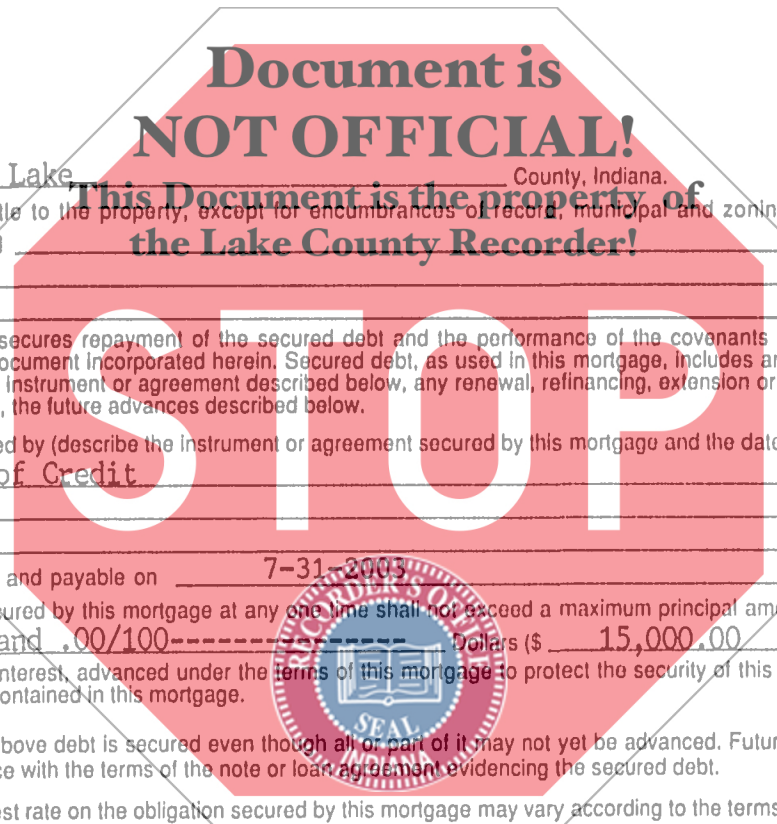 Document is
NOT OFFICIAL!
Lake County, Indiana.
This Document is the property of
tle to the property, except for encumbrances of record, municipal and zonin
the Lake County Recorder!
STOP
secures repayment of the secured debt and the performance of the covenants
ocument incorporated herein. Secured debt, as used in this mortgage, includes a
instrument or agreement described below, any renewal, refinancing, extension or
, the future advances described below.
ed by (describe the instrument or agreement secured by this mortgage and the date
of Credit
and payable on 7-31-2003
ured by this mortgage at any one time shall not exceed a maximum principal am
and .00/100--------------- Dollars ($ 15,000.00
nterest, advanced under the terms of this mortgage to protect the security of this
ontained in this mortgage.
RECORDER'S OFFICE
SEAL
INDIANA
bove debt is secured even though all or part of it may not yet be advanced. Futur
ce with the terms of the note or loan agreement evidencing the secured debt.
est rate on the obligation secured by this mortgage may vary according to the terms